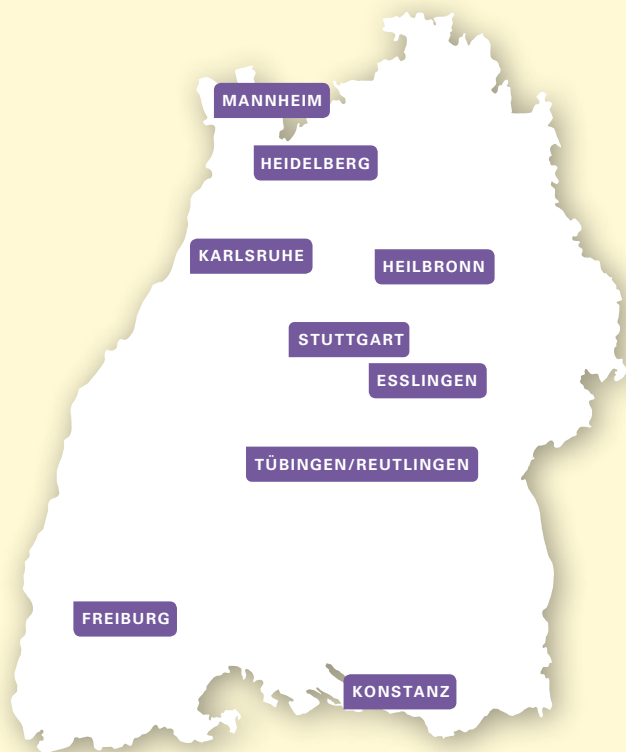 MANNHEIM
HEIDELBERG
KARLSRUHE
HEILBRONN
STUTTGART
ESSLINGEN
TÜBINGEN/REUTLINGEN
FREIBURG
KONSTANZ